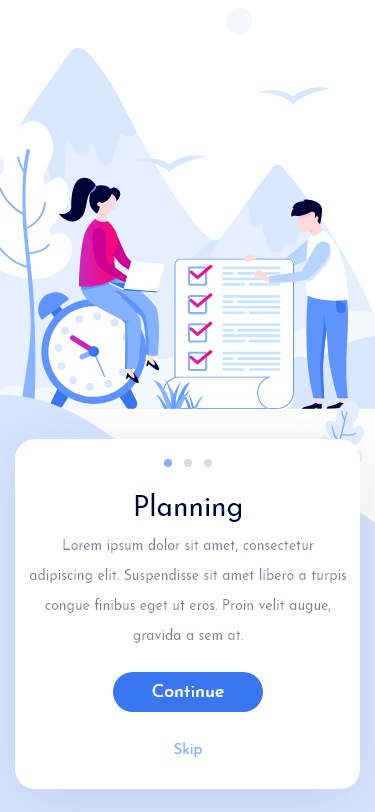 Planning
Lorem ipsum dolor sit amet, consectetur
adipiscing elit. Suspendisse sit amet libero a turpis
congue finibus eget ut eros. Proin velit augue,
gravida a sem at.
Continue
Skip